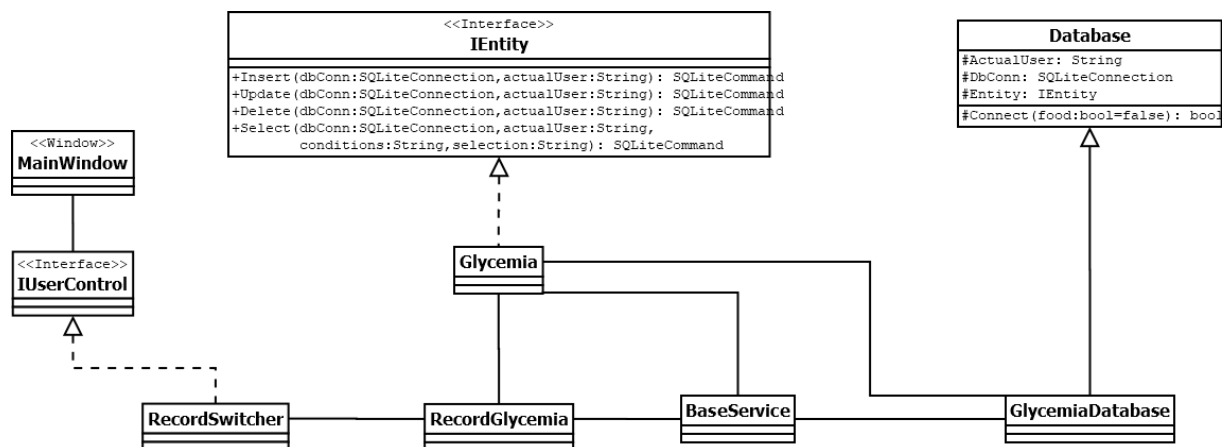 <<Interface>>
IEntity
+Insert(dbConn:SQLiteConnection,actualUser:String): SQLiteCommand
+Update(dbConn:SQLiteConnection,actualUser:String): SQLiteCommand
+Delete(dbConn:SQLiteConnection,actualUser:String): SQLiteCommand
+Select(dbConn:SQLiteConnection,actualUser:String,
conditions:String,selection:String): SQLiteCommand
Database
#ActualUser: String
#DbConn: SQLiteConnection
#Entity: IEntity
#Connect(food:bool=false): bool
<<Window>>
MainWindow
<<Interface>>
IUserControl
Glycemia
RecordSwitcher
RecordGlycemia
BaseService
GlycemiaDatabase